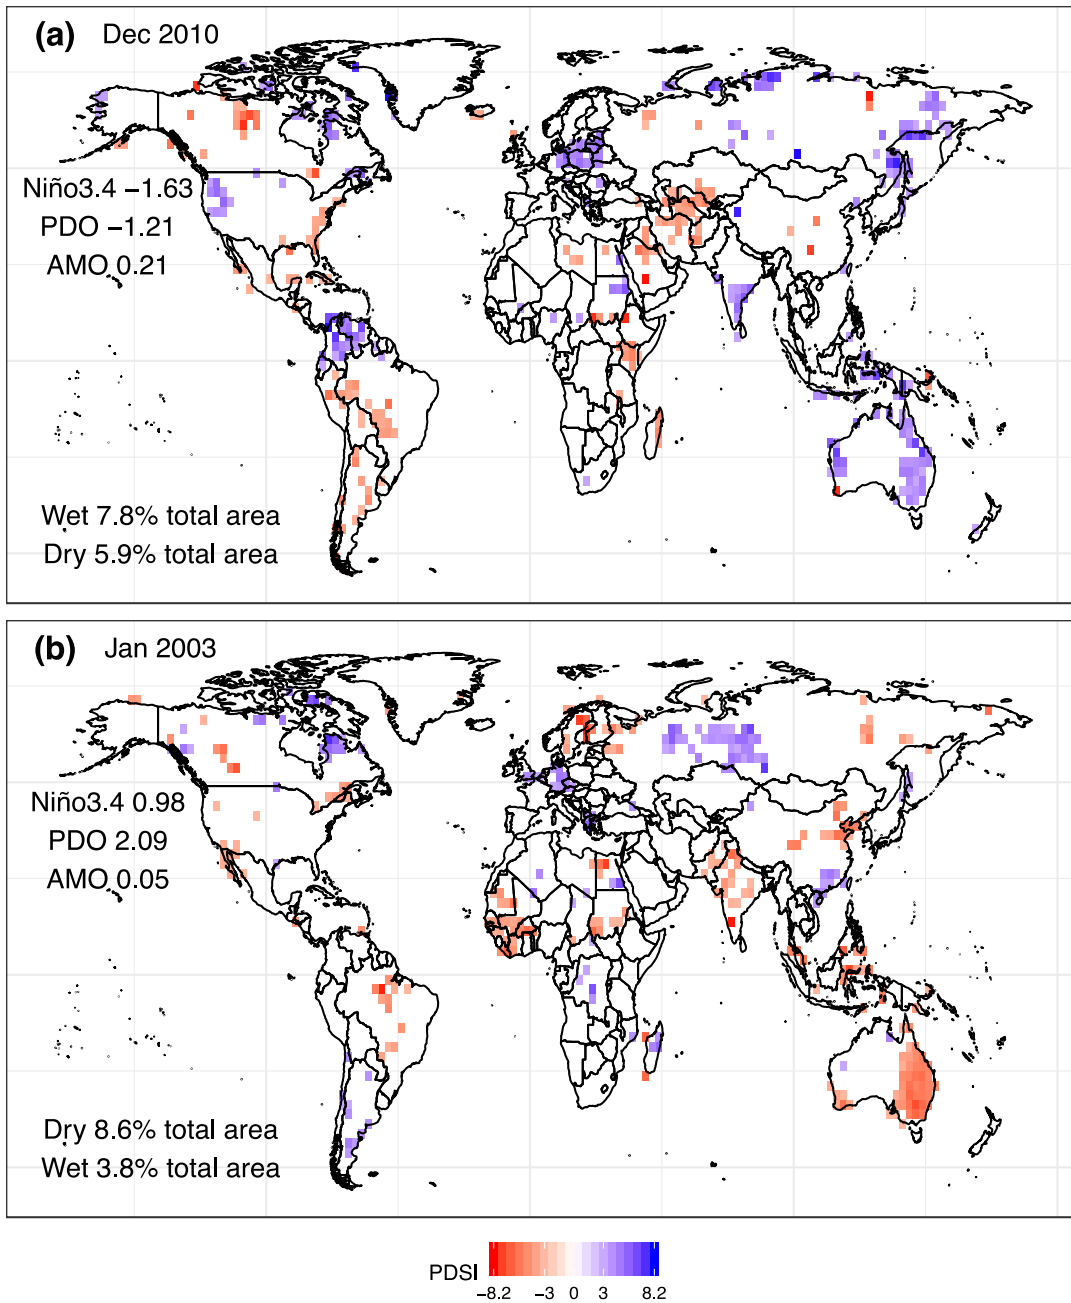 (a) Dec 2010
Niño3.4 −1.63
PDO −1.21
AMO 0.21
Wet 7.8% total area
Dry 5.9% total area
(b) Jan 2003
Niño3.4 0.98
PDO 2.09
AMO 0.05
Dry 8.6% total area
Wet 3.8% total area
PDSI
−8.2 −3 0 3 8.2